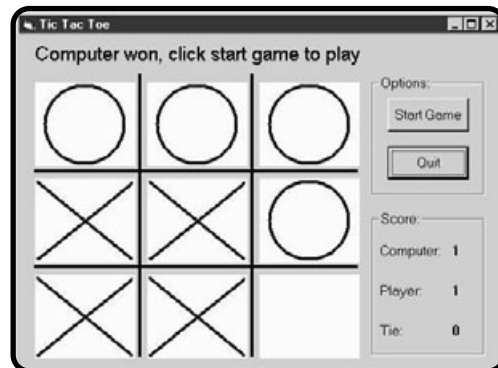 Tic Tac Toe
Computer won, click start game to play
Options:
Start Game
Quit
Score:
Computer: 1
Player: 1
Tie: 0